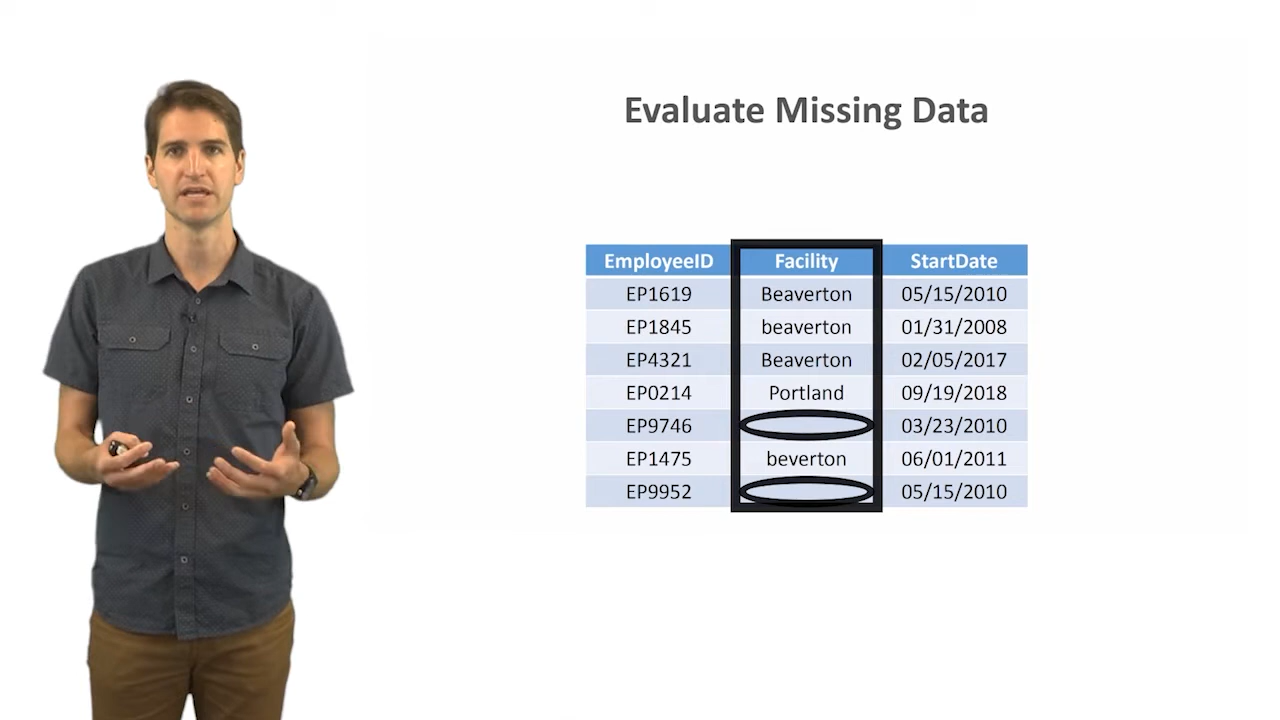 Evaluate Missing Data
EmployeeID Facility StartDate
EP1619 Beaverton 05/15/2010
EP1845 beaverton 01/31/2008
EP4321 Beaverton 02/05/2017
EP0214 Portland 09/19/2018
EP9746 03/23/2010
EP1475 beverton 06/01/2011
EP9952 05/15/2010